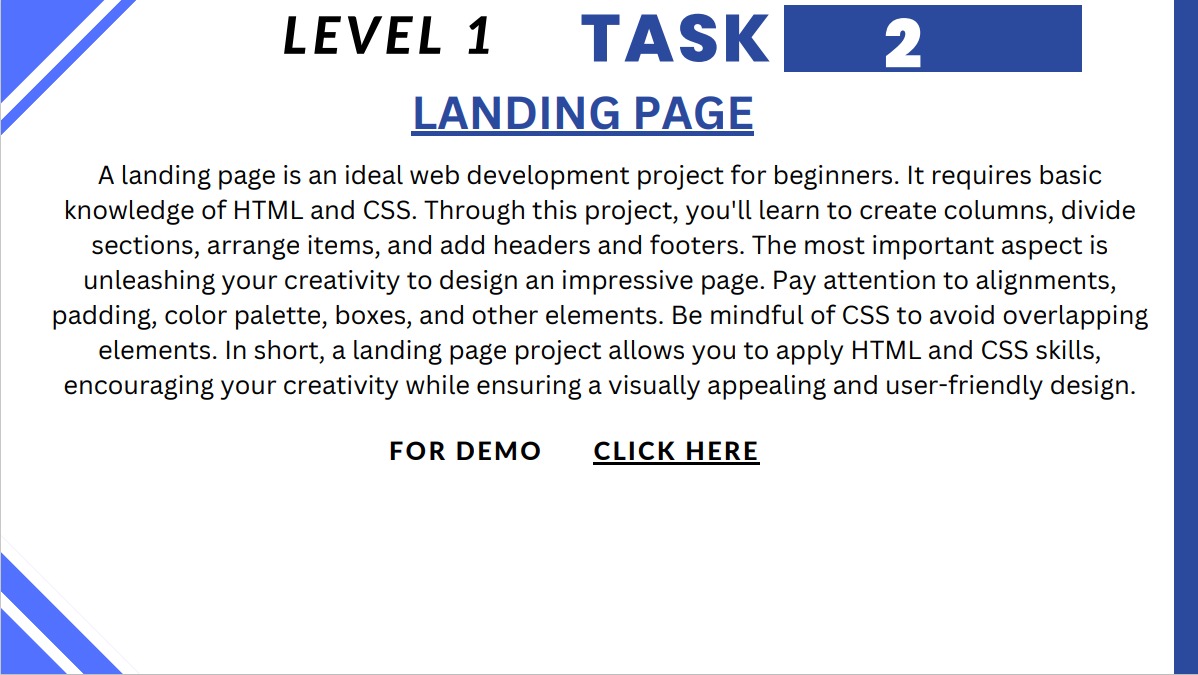 LEVEL 1 TASK 2
LANDING PAGE
A landing page is an ideal web development project for beginners. It requires basic
knowledge of HTML and CSS. Through this project, you'll learn to create columns, divide
sections, arrange items, and add headers and footers. The most important aspect is
unleashing your creativity to design an impressive page. Pay attention to alignments,
padding, color palette, boxes, and other elements. Be mindful of CSS to avoid overlapping
elements. In short, a landing page project allows you to apply HTML and CSS skills,
encouraging your creativity while ensuring a visually appealing and user-friendly design.
FOR DEMO CLICK HERE